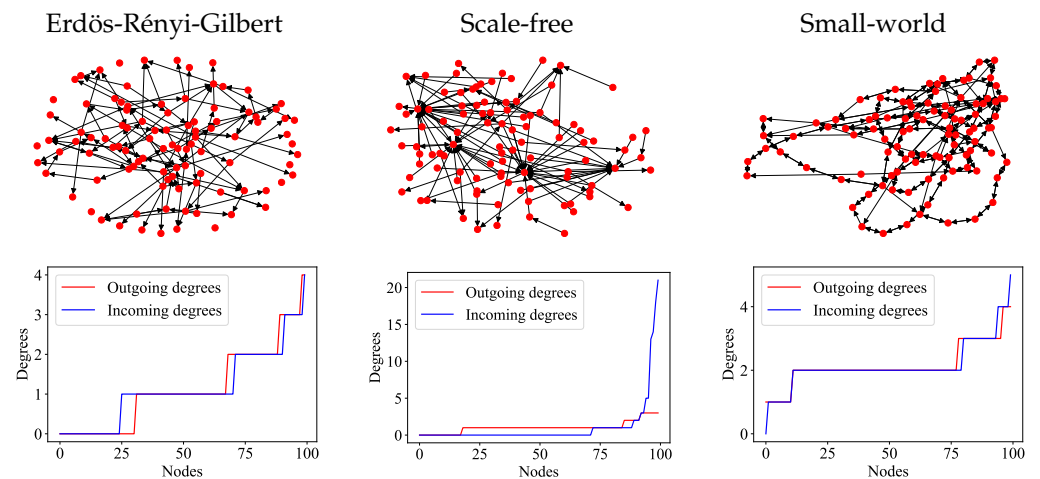 Erdös-Rényi-Gilbert
Scale-free
Small-world
4
3
2
1
0
Degrees
Outgoing degrees
Incoming degrees
0 25 50 75 100
Nodes
20
15
10
5
0
Degrees
Outgoing degrees
Incoming degrees
0 25 50 75 100
Nodes
4
2
0
Degrees
Outgoing degrees
Incoming degrees
0 25 50 75 100
Nodes